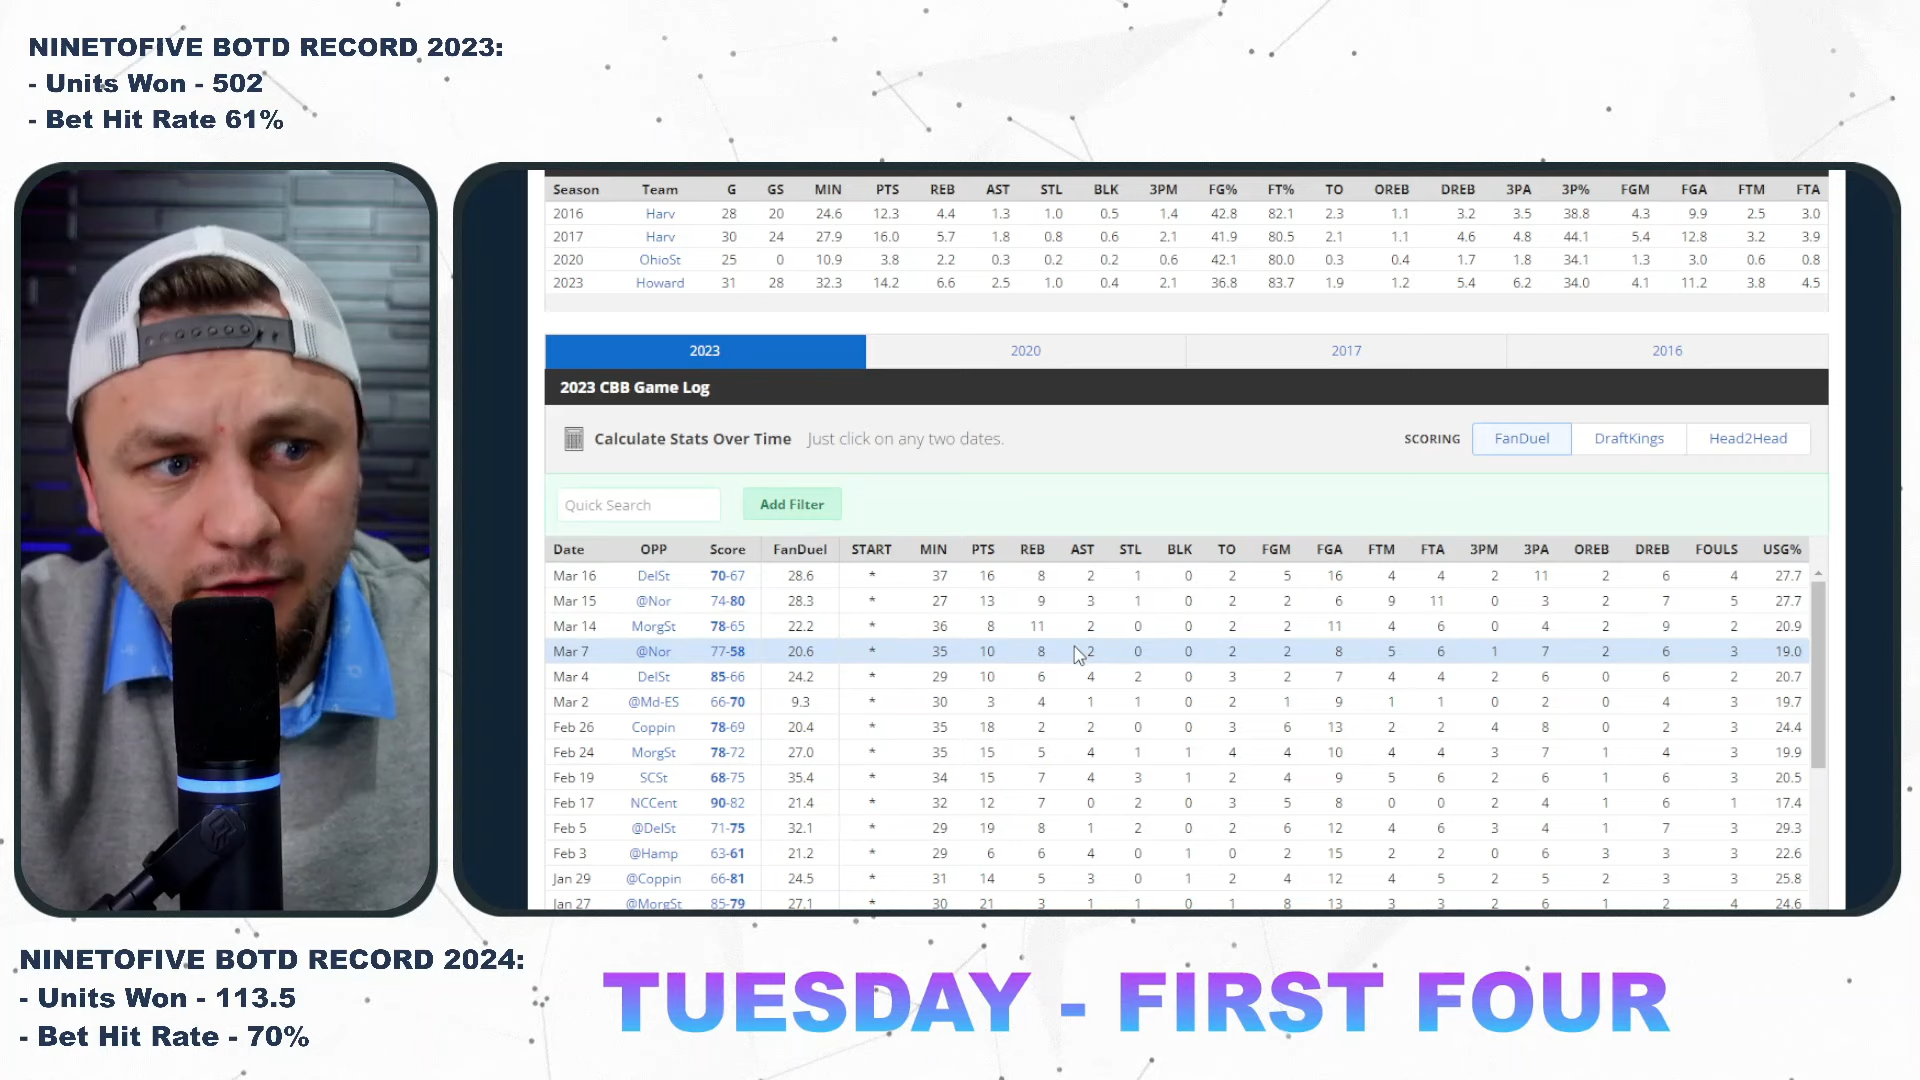 NINETOFIVE BOTD RECORD 2023:
- Units Won - 502
- Bet Hit Rate 61%
Season Team G GS MIN PTS REB AST STL BLK 3PM FG% FT% TO OREB DREB 3PA 3P% FGM FGA FTM FTA
2016 Harv 28 20 24.6 12.3 4.4 1.3 1.0 0.5 1.4 42.8 82.1 2.3 1.1 3.2 3.5 38.8 4.3 9.9 2.5 3.0
2017 Harv 30 24 27.9 16.0 5.7 1.8 0.8 0.6 2.1 41.9 80.5 2.1 1.1 4.6 4.8 44.1 5.4 12.8 3.2 3.9
2020 OhioSt 25 0 10.9 3.8 2.2 0.3 0.2 0.2 0.6 42.1 80.0 0.3 0.4 1.7 1.8 34.1 1.3 3.0 0.6 0.8
2023 Howard 31 28 32.3 14.2 6.6 2.5 1.0 0.4 2.1 36.8 83.7 1.9 1.2 5.4 6.2 34.0 4.1 11.2 3.8 4.5
2023 2020 2017 2016
2023 CBB Game Log
Calculate Stats Over Time Just click on any two dates. SCORING FanDuel DraftKings Head2Head
Quick Search Add Filter
Date OPP Score FanDuel START MIN PTS REB AST STL BLK TO FGM FGA FTM FTA 3PM 3PA OREB DREB FOULS USG%
Mar 16 DelSt 70-67 28.6 * 37 16 8 2 1 0 2 5 16 4 4 2 11 2 6 4 27.7
Mar 15 @Nor 74-80 28.3 * 27 13 9 3 1 0 2 2 6 9 11 0 3 2 7 5 27.7
Mar 14 MorgSt 78-65 22.2 * 36 8 11 2 0 0 2 2 11 4 6 0 4 2 9 2 20.9
Mar 7 @Nor 77-58 20.6 * 35 10 8 2 0 0 2 2 8 5 6 1 7 2 6 3 19.0
Mar 4 DelSt 85-66 24.2 * 29 10 6 4 2 0 3 2 7 4 4 2 6 0 6 2 20.7
Mar 2 @Md-ES 66-70 9.3 * 30 3 4 1 1 0 2 1 9 1 1 0 2 0 4 3 19.7
Feb 26 Coppin 78-69 20.4 * 35 18 2 2 0 0 3 6 13 2 2 4 8 0 2 3 24.4
Feb 24 MorgSt 78-72 27.0 * 35 15 5 4 1 1 4 4 10 4 4 3 7 1 4 3 19.9
Feb 19 SCSt 68-75 35.4 * 34 15 7 4 3 1 2 4 9 5 6 2 6 1 6 3 20.5
Feb 17 NCCent 90-82 21.4 * 32 12 7 0 2 0 3 5 8 0 0 2 4 1 6 1 17.4
Feb 5 @DelSt 71-75 32.1 * 29 19 8 1 2 0 2 6 12 4 6 3 4 1 7 3 29.3
Feb 3 @Hamp 63-61 21.2 * 29 6 6 4 0 1 0 2 15 2 2 0 6 3 3 3 22.6
Jan 29 @Coppin 66-81 24.5 * 31 14 5 3 0 1 2 4 12 4 5 2 5 2 3 3 25.8
Jan 27 @MorgSt 85-79 27.1 * 30 21 3 1 1 0 1 8 13 3 3 2 6 1 2 4 24.6
NINETOFIVE BOTD RECORD 2024:
- Units Won - 113.5
- Bet Hit Rate - 70%
TUESDAY - FIRST FOUR